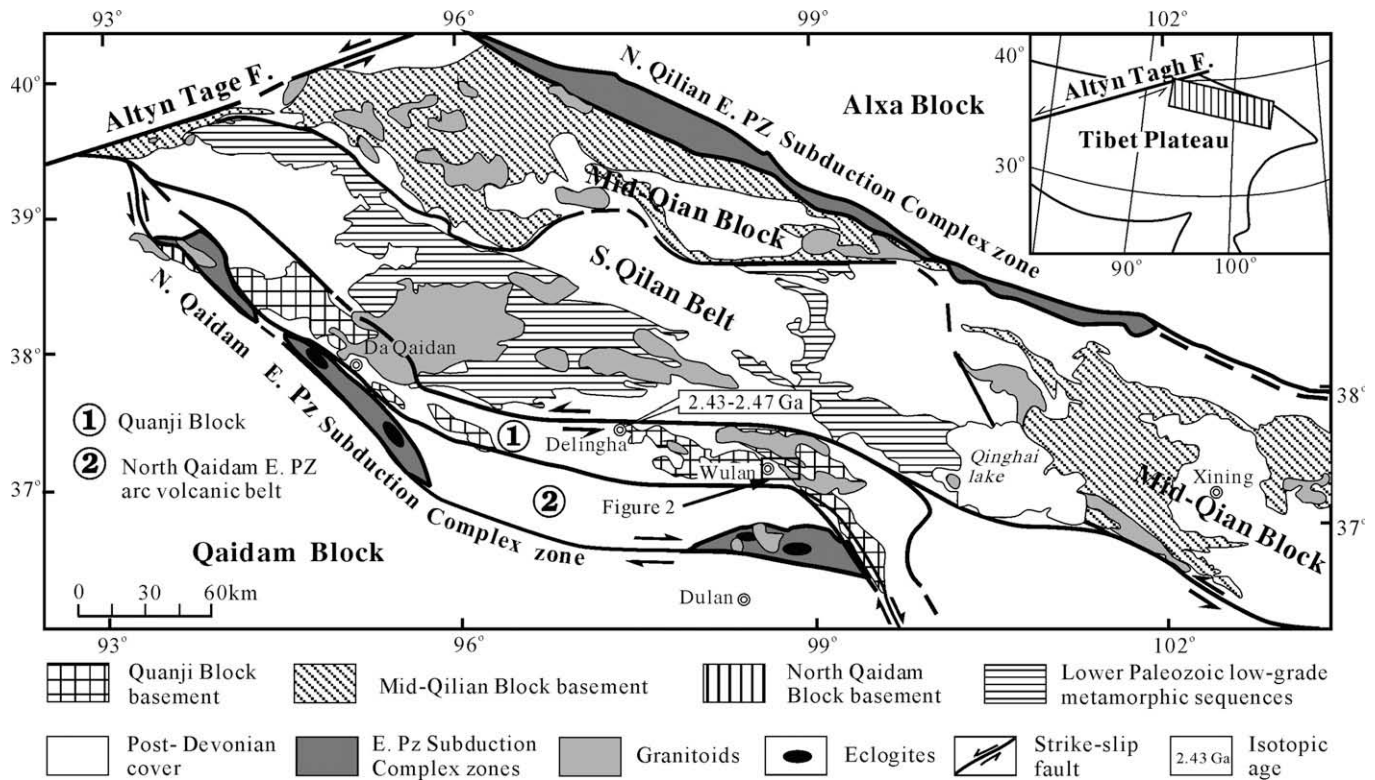 93°
96°
99°
102°
40°
39°
38°
37°
38°
37°
93°
96°
99°
102°
Altyn Tage F.
N. Qilian E. PZ Subduction Complex zone
Alxa Block
40°
30°
90°
100°
Altyn Tagh F.
Tibet Plateau
Mid-Qian Block
S. Qilan Belt
N. Qaidam E. Pz Subduction Complex zone
Da Qaidan
2.43-2.47 Ga
① Quanji Block
② North Qaidam E. PZ
arc volcanic belt
①
Delingha
Wulan
Qinghai
lake
Xining
Mid-Qian Block
②
Figure 2
Qaidam Block
0 30 60km
Dulan
Quanji Block
basement
Mid-Qilian Block basement
North Qaidam
Block basement
Lower Paleozoic low-grade
metamorphic sequences
Post- Devonian
cover
E. Pz Subduction
Complex zones
Granitoids
Eclogites
Strike-slip
fault
2.43 Ga
Isotopic
age